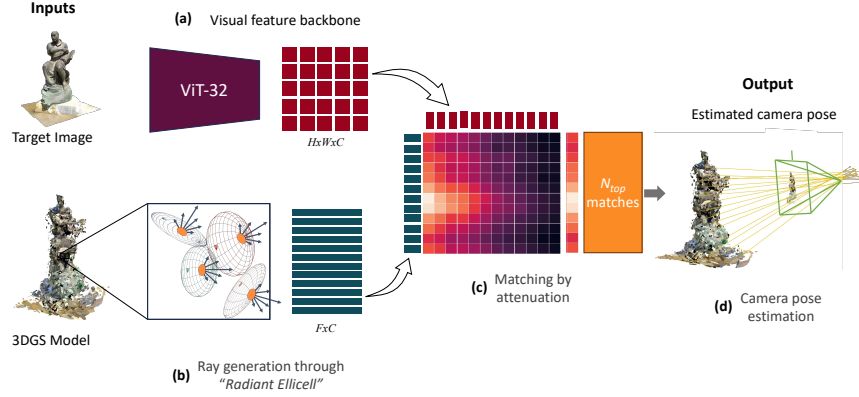 Inputs
(a) Visual feature backbone
ViT-32
Target Image
HxWxC
Output
Estimated camera pose
N_top
matches
(c) Matching by
attenuation
(d) Camera pose
estimation
3DGS Model
FxC
(b) Ray generation through
“Radiant Ellicell”